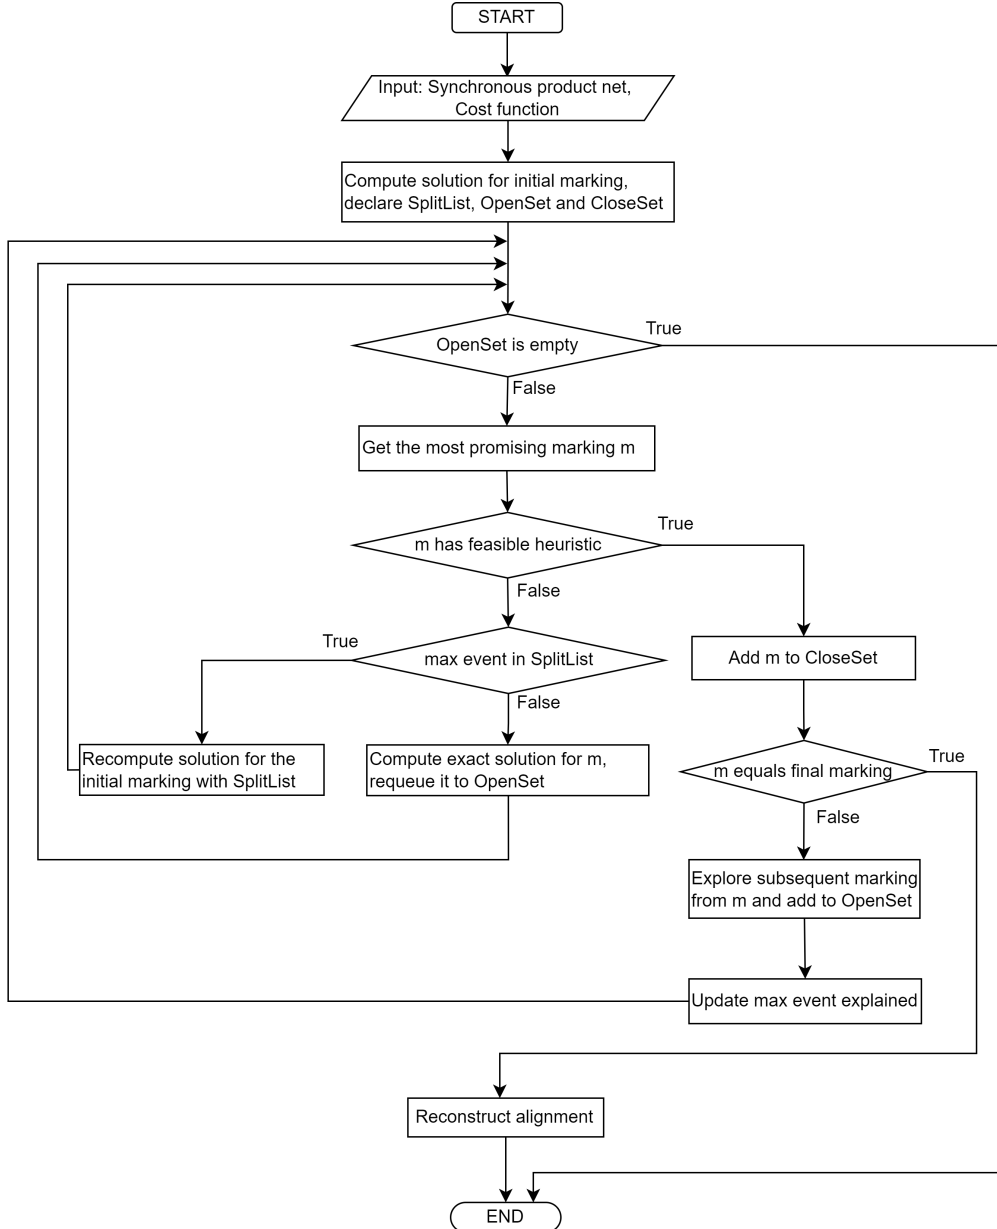 START
Input: Synchronous product net,
Cost function
Compute solution for initial marking,
declare SplitList, OpenSet and CloseSet
True
OpenSet is empty
False
Get the most promising marking m
True
m has feasible heuristic
False
True
max event in SplitList
Add m to CloseSet
False
Recompute solution for the
initial marking with SplitList
Compute exact solution for m,
requeue it to OpenSet
True
m equals final marking
False
Explore subsequent marking
from m and add to OpenSet
Update max event explained
Reconstruct alignment
END